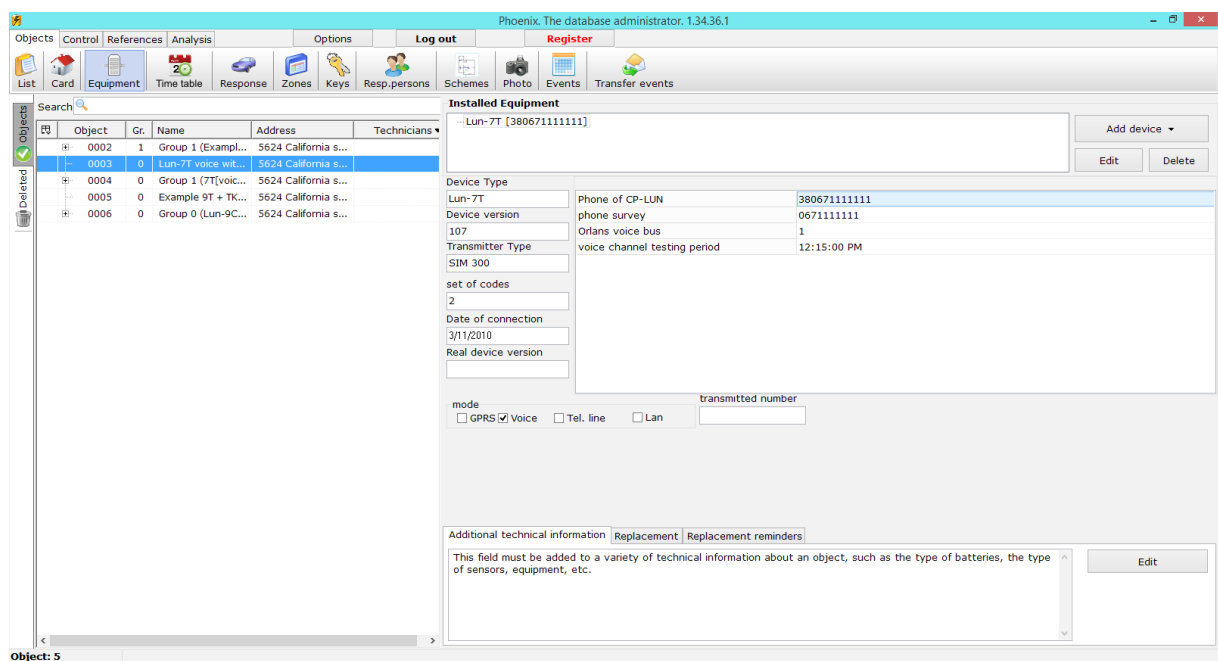 Phoenix. The database administrator. 1.34.36.1
Objects Control References Analysis Options Log out Register
List Card Equipment Time table Response Zones Keys Resp.persons Schemes Photo Events Transfer events
Objects
Deleted
Search
Object Gr. Name Address Technicians
0002 1 Group 1 (Exampl... 5624 California s...
0003 0 Lun-7T voice wit... 5624 California s...
0004 0 Group 1 (7T[voic... 5624 California s...
0005 0 Example 9T + TK... 5624 California s...
0006 0 Group 0 (Lun-9C... 5624 California s...
Installed Equipment
Lun-7T [380671111111]
Add device
Edit Delete
Device Type
Lun-7T
Device version
107
Transmitter Type
SIM 300
set of codes
2
Date of connection
3/11/2010
Real device version
Phone of CP-LUN 380671111111
phone survey 0671111111
Orlans voice bus 1
voice channel testing period 12:15:00 PM
mode
GPRS Voice Tel. line Lan
transmitted number
Additional technical information Replacement Replacement reminders
This field must be added to a variety of technical information about an object, such as the type of batteries, the type
of sensors, equipment, etc.
Edit
Object: 5